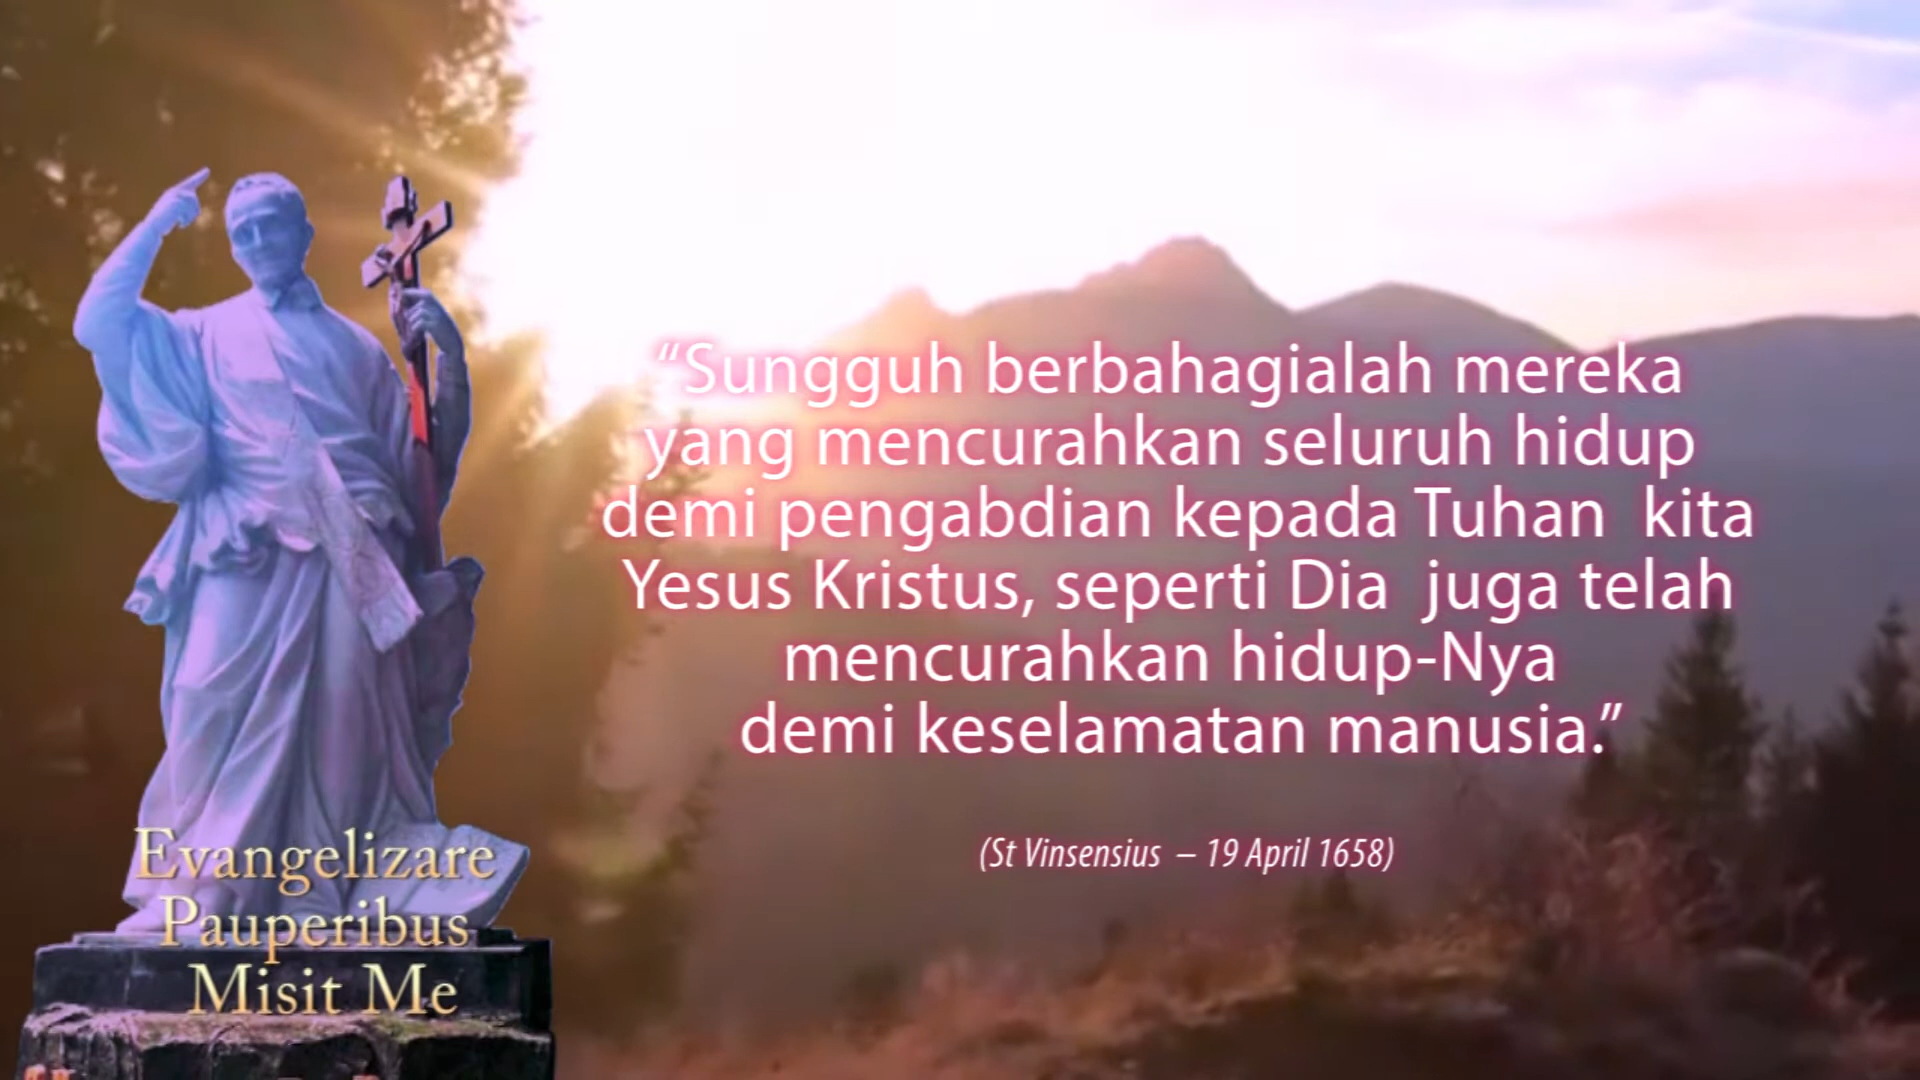 “Sungguh berbahagialah mereka
yang mencurahkan seluruh hidup
demi pengabdian kepada Tuhan kita
Yesus Kristus, seperti Dia juga telah
mencurahkan hidup-Nya
demi keselamatan manusia.”
(St Vinsensius – 19 April 1658)
Evangelizare
Pauperibus
Misit Me